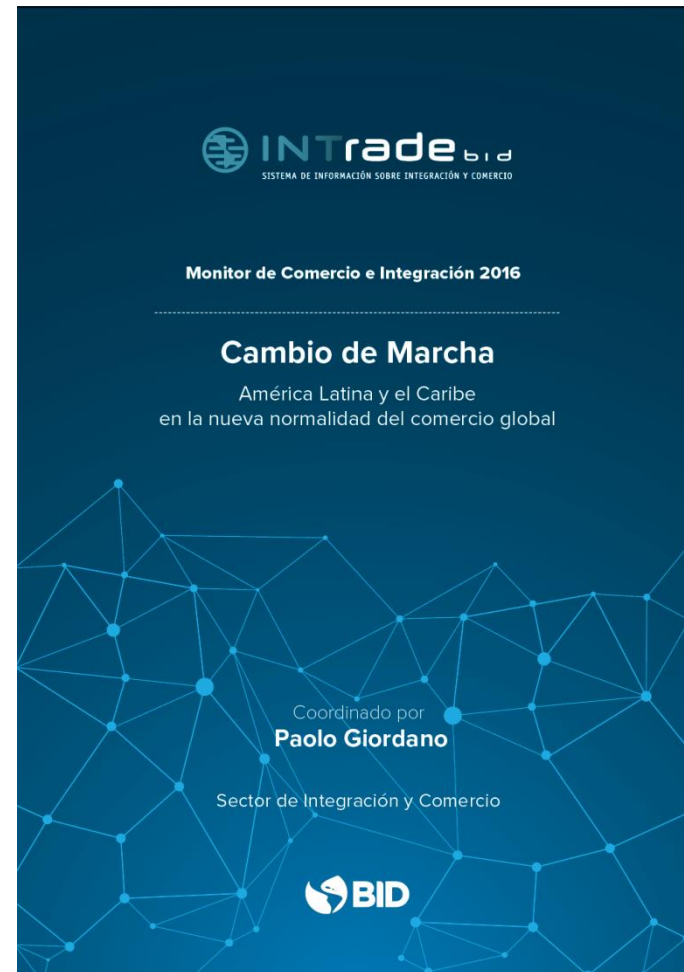 INTrade bid
SISTEMA DE INFORMACIÓN SOBRE INTEGRACIÓN Y COMERCIO
Monitor de Comercio e Integración 2016
Cambio de Marcha
América Latina y el Caribe
en la nueva normalidad del comercio global
Coordinado por
Paolo Giordano
Sector de Integración y Comercio
BID